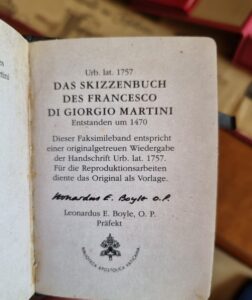 Urb. lat. 1757
DAS SKIZZENBUCH
DES FRANCESCO
DI GIORGIO MARTINI
Entstanden um 1470
Dieser Faksimileband entspricht
einer originalgetreuen Wiedergabe
der Handschrift Urb. lat. 1757.
Für die Reproduktionsarbeiten
diente das Original als Vorlage.
Leonardus E. Boyle O.P.
Leonardus E. Boyle, O. P.
Präfekt
BIBLIOTECA APOSTOLICA VATICANA